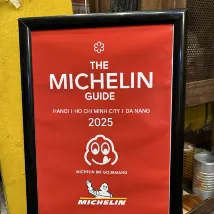 THE
MICHELIN
GUIDE
HANOI | HO CHI MINH CITY | DA NANG
2025
MICHELIN BIB GOURMAND
MICHELIN